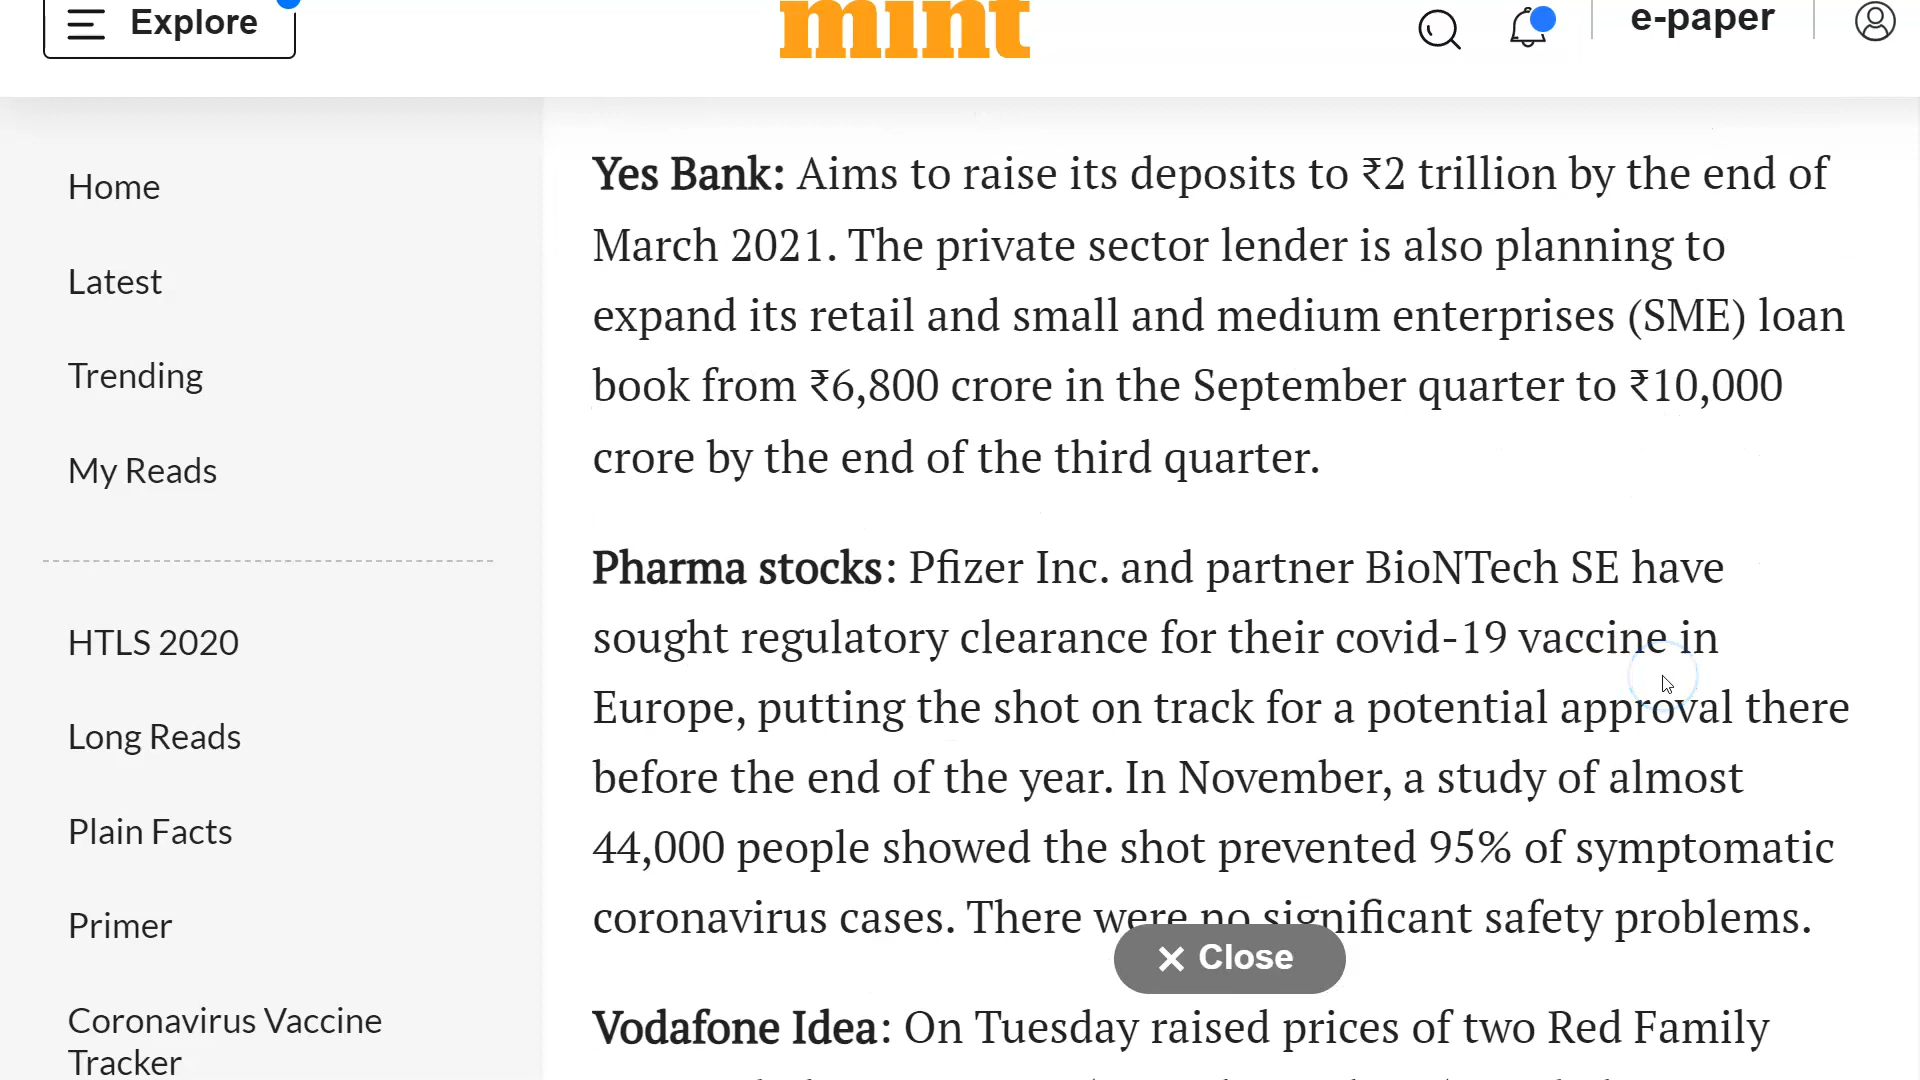 Explore
mint
e-paper
Home
Latest
Trending
My Reads
HTLS 2020
Long Reads
Plain Facts
Primer
Coronavirus Vaccine
Tracker
Yes Bank: Aims to raise its deposits to ₹2 trillion by the end of
March 2021. The private sector lender is also planning to
expand its retail and small and medium enterprises (SME) loan
book from ₹6,800 crore in the September quarter to ₹10,000
crore by the end of the third quarter.
Pharma stocks: Pfizer Inc. and partner BioNTech SE have
sought regulatory clearance for their covid-19 vaccine in
Europe, putting the shot on track for a potential approval there
before the end of the year. In November, a study of almost
44,000 people showed the shot prevented 95% of symptomatic
coronavirus cases. There were no significant safety problems.
Close
Vodafone Idea: On Tuesday raised prices of two Red Family